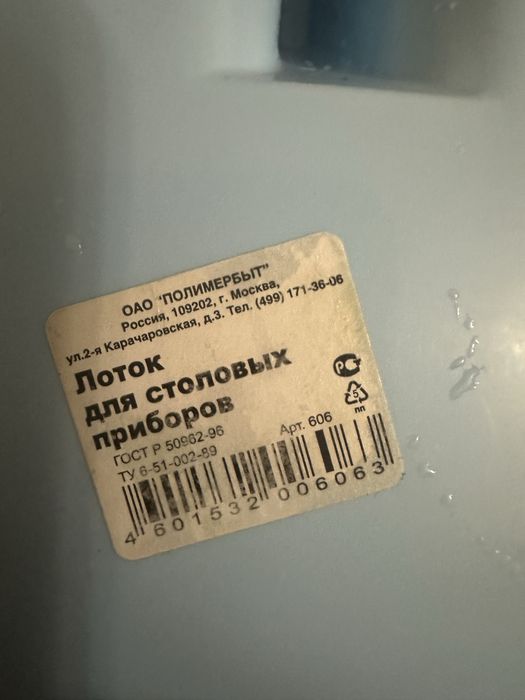 ОАО "ПОЛИМЕРБЫТ"
Россия, 109202, г. Москва,
ул.2-я Карачаровская, д.3. Тел. (499) 171-36-06
Лоток
для столовых
приборов
ГОСТ Р 50962-96
ТУ 6-51-002-89
Арт. 606
РСТ
5
ПП
4 601532 006063